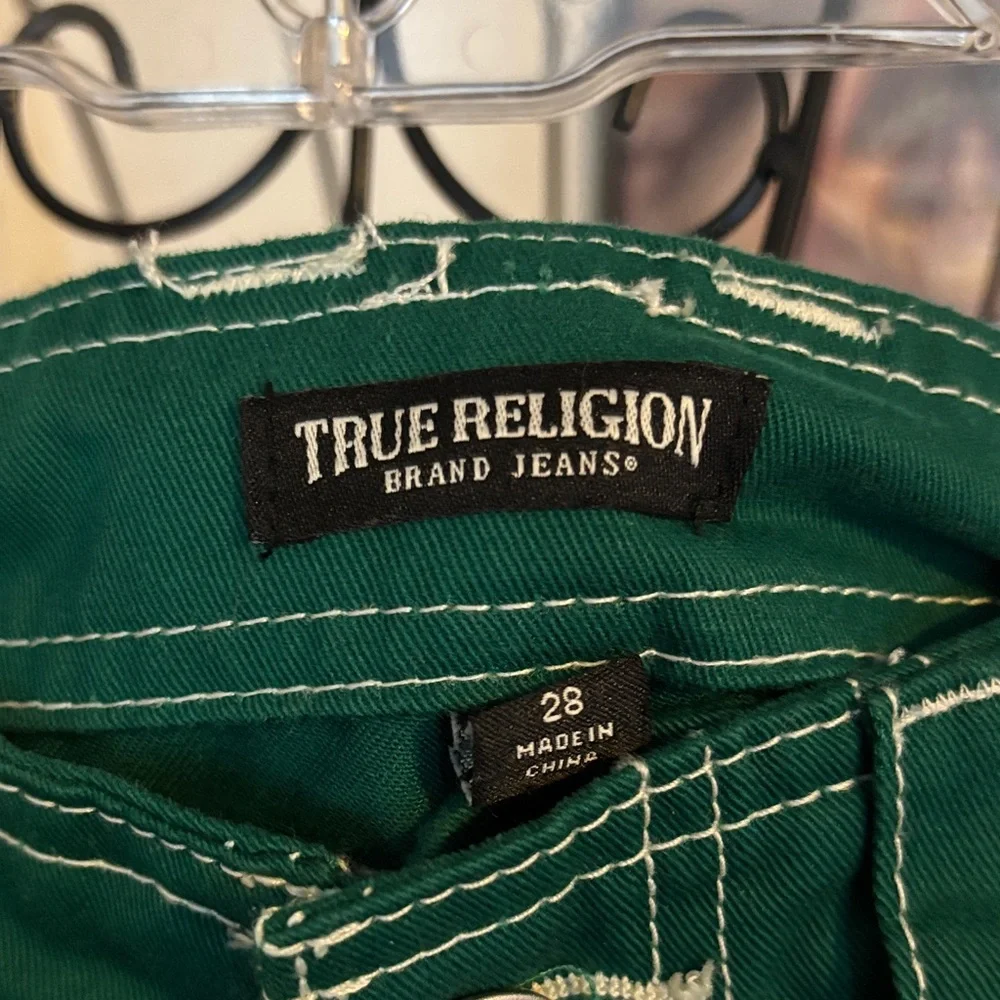 TRUE RELIGION
BRAND JEANS®
28
MADE IN
CHINA